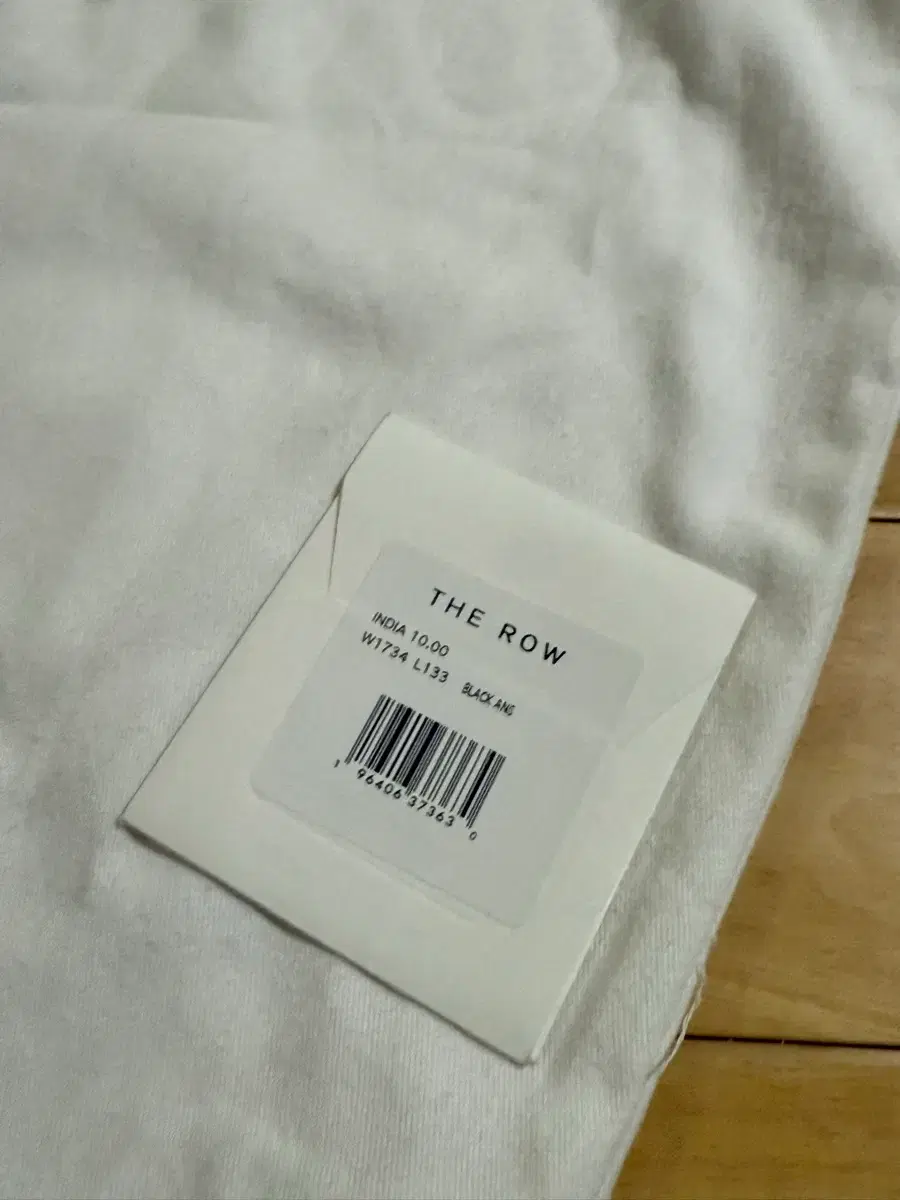 THE ROW
INDIA 10.00
W1734 L133 BLACK ANS
1 96406 37363 0